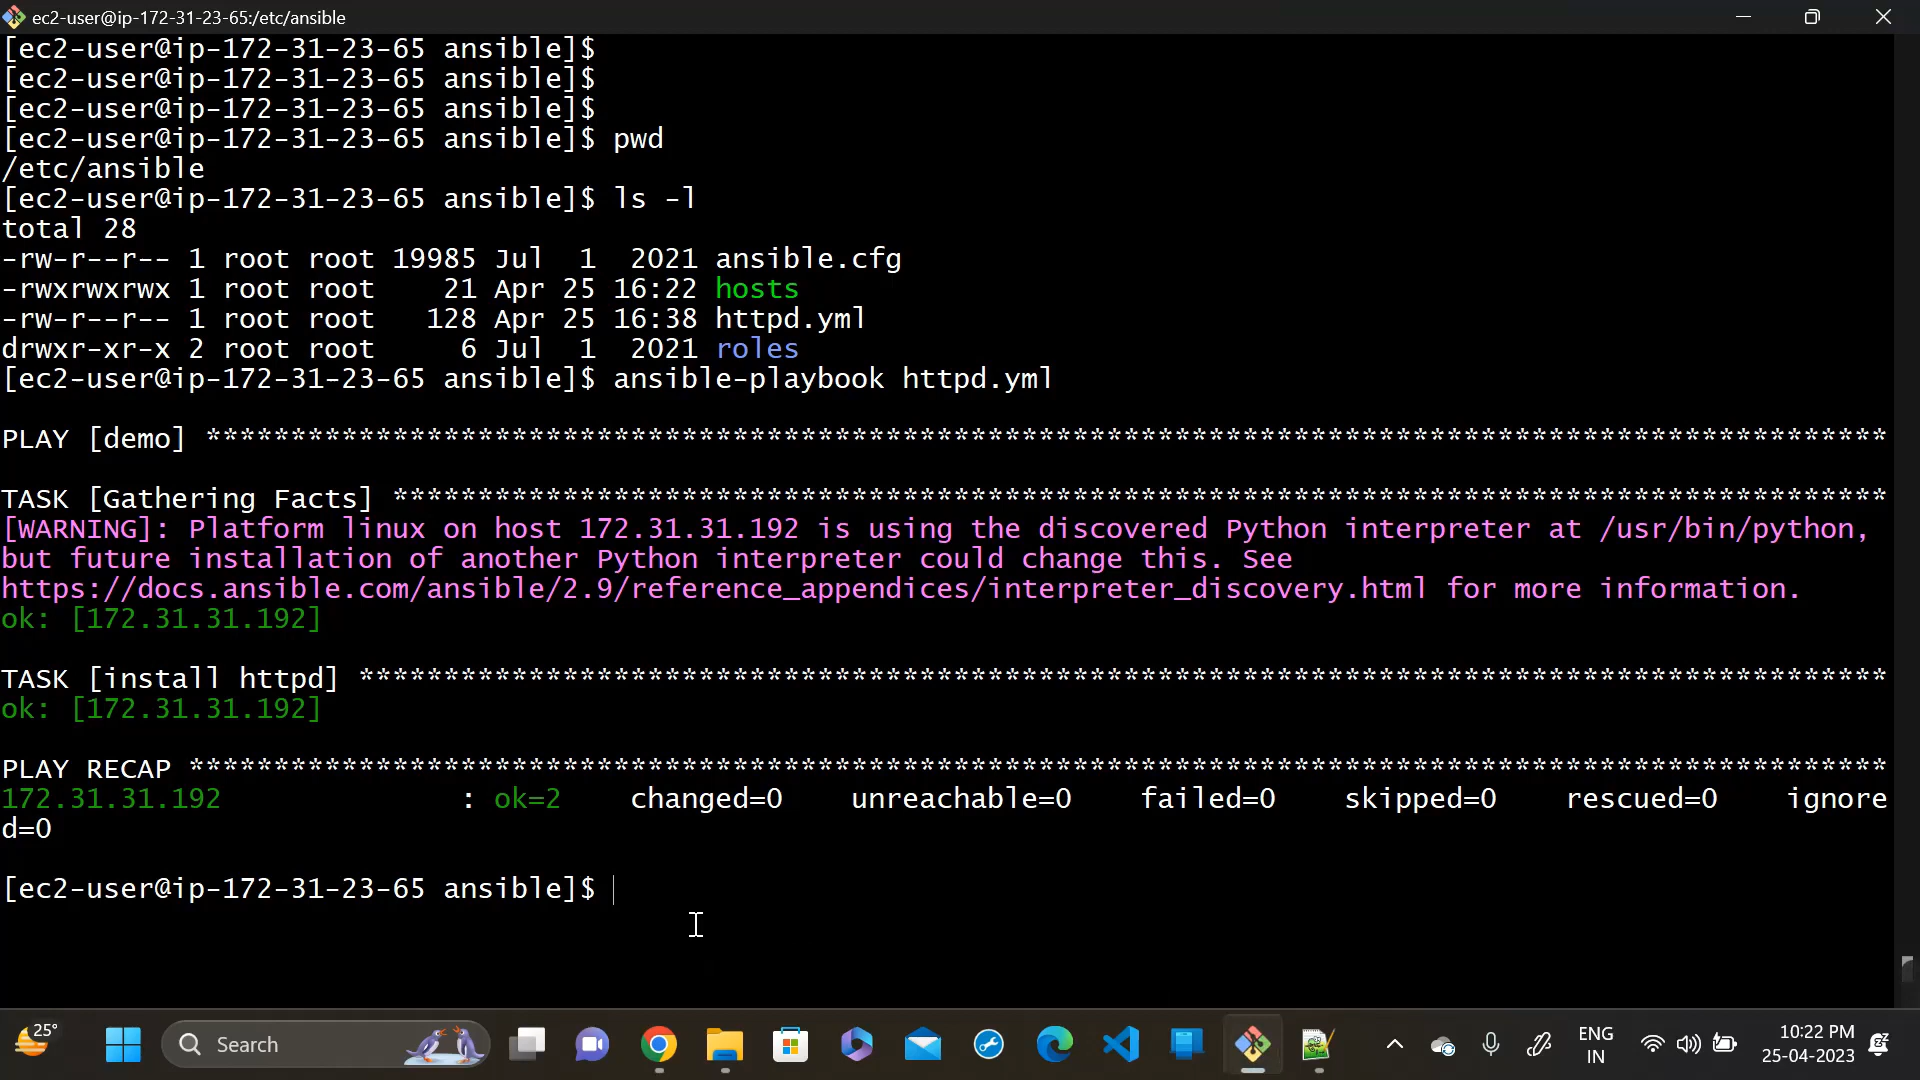 ec2-user@ip-172-31-23-65:/etc/ansible
[ec2-user@ip-172-31-23-65 ansible]$
[ec2-user@ip-172-31-23-65 ansible]$
[ec2-user@ip-172-31-23-65 ansible]$
[ec2-user@ip-172-31-23-65 ansible]$ pwd
/etc/ansible
[ec2-user@ip-172-31-23-65 ansible]$ ls -l
total 28
-rw-r--r-- 1 root root 19985 Jul  1  2021 ansible.cfg
-rwxrwxrwx 1 root root    21 Apr 25 16:22 hosts
-rw-r--r-- 1 root root   128 Apr 25 16:38 httpd.yml
drwxr-xr-x 2 root root     6 Jul  1  2021 roles
[ec2-user@ip-172-31-23-65 ansible]$ ansible-playbook httpd.yml
PLAY [demo] ***************************************************************************************************
TASK [Gathering Facts] ****************************************************************************************
[WARNING]: Platform linux on host 172.31.31.192 is using the discovered Python interpreter at /usr/bin/python,
but future installation of another Python interpreter could change this. See
https://docs.ansible.com/ansible/2.9/reference_appendices/interpreter_discovery.html for more information.
ok: [172.31.31.192]
TASK [install httpd] ******************************************************************************************
ok: [172.31.31.192]
PLAY RECAP ****************************************************************************************************
172.31.31.192              : ok=2    changed=0    unreachable=0    failed=0    skipped=0    rescued=0    ignore
d=0
[ec2-user@ip-172-31-23-65 ansible]$
25°
Search
ENG
IN
10:22 PM
25-04-2023